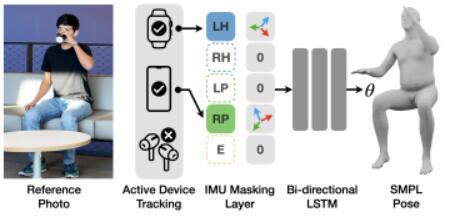 LH
RH
0
LP
0
RP
E
0
θ
Reference
Photo
Active Device
Tracking
IMU Masking
Layer
Bi-directional
LSTM
SMPL
Pose